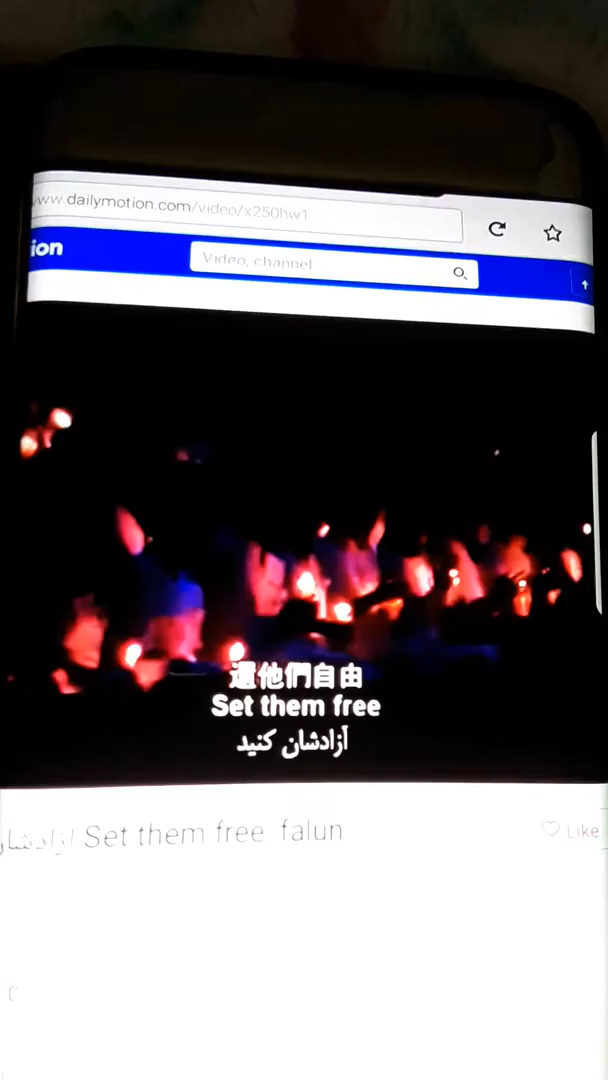 www.dailymotion.com/video/x250hw1
ion
Video, channel
還他們自由
Set them free
آزادشان کنید
Set them free. falun
Like